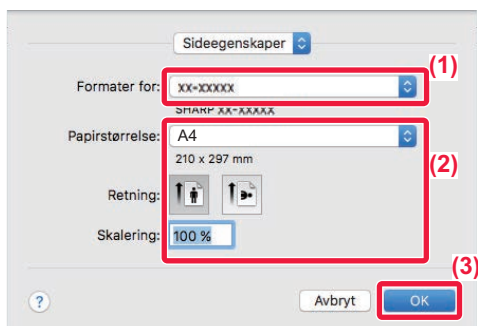 Sideegenskaper
(1)
Formater for: xx-xxxxx
SHARP xx-xxxxx
Papirstørrelse: A4
210 x 297 mm
(2)
Retning:
Skalering: 100 %
(3)
? Avbryt OK